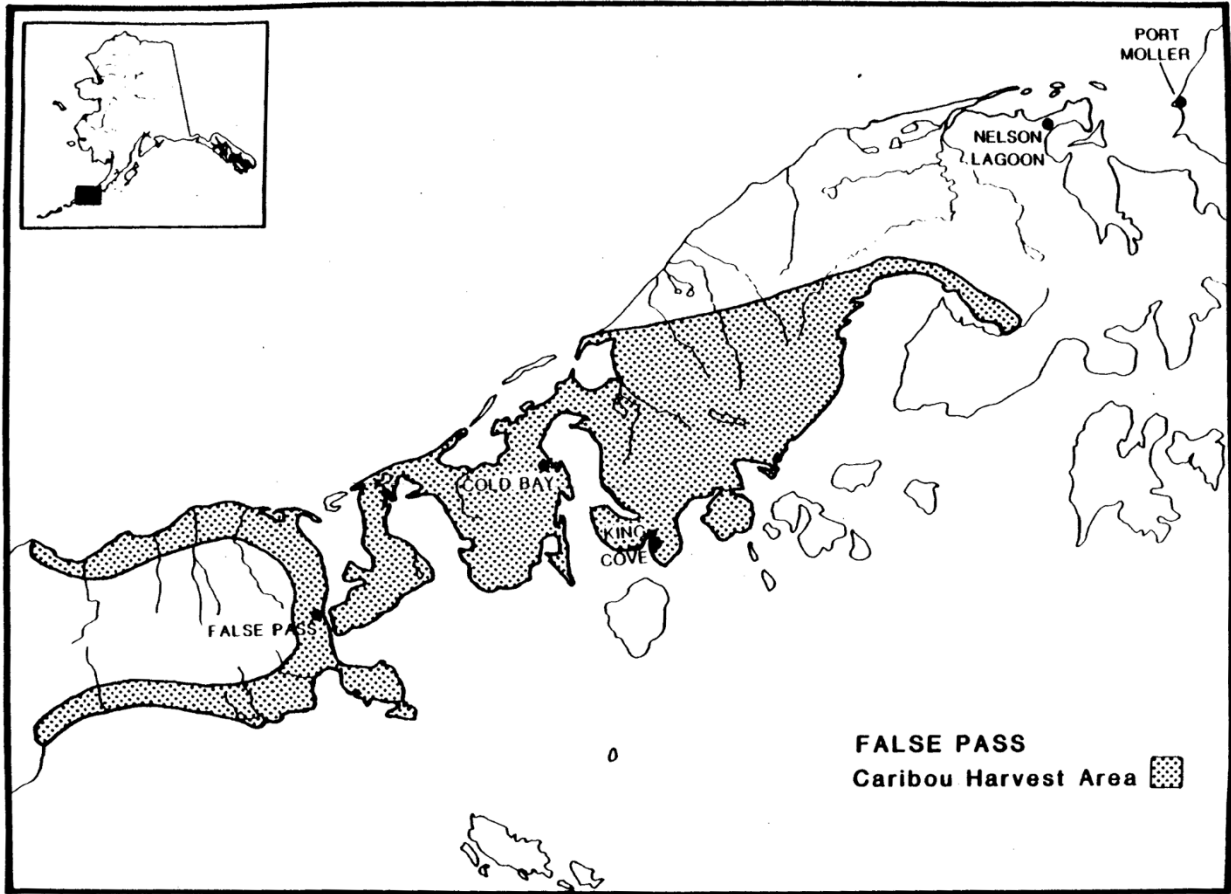 PORT
MOLLER
NELSON
LAGOON
COLD BAY
KING
COVE
FALSE PASS
FALSE PASS
Caribou Harvest Area